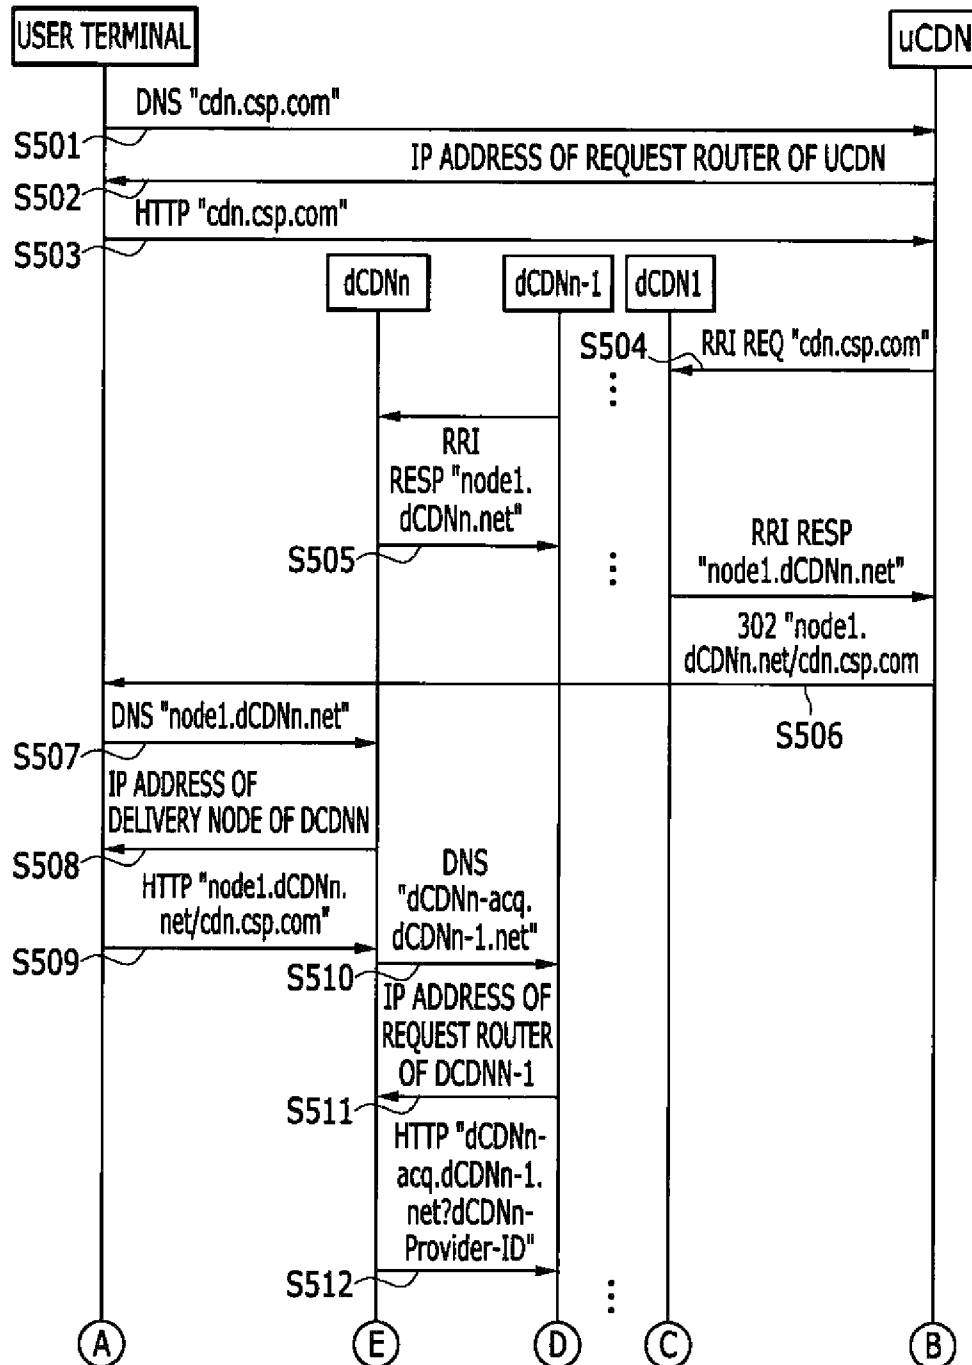 USER TERMINAL
uCDN
DNS "cdn.csp.com"
S501
IP ADDRESS OF REQUEST ROUTER OF UCDN
S502
HTTP "cdn.csp.com"
S503
dCDNn
dCDNn-1
dCDN1
S504
RRI REQ "cdn.csp.com"
RRI
RESP "node1.
dCDNn.net"
S505
RRI RESP
"node1.dCDNn.net"
302 "node1.
dCDNn.net/cdn.csp.com
S506
DNS "node1.dCDNn.net"
S507
IP ADDRESS OF
DELIVERY NODE OF DCDNN
S508
HTTP "node1.dCDNn.
net/cdn.csp.com"
S509
DNS
"dCDNn-acq.
dCDNn-1.net"
S510
IP ADDRESS OF
REQUEST ROUTER
OF DCDNN-1
S511
HTTP "dCDNn-
acq.dCDNn-1.
net?dCDNn-
Provider-ID"
S512
A
E
D
C
B